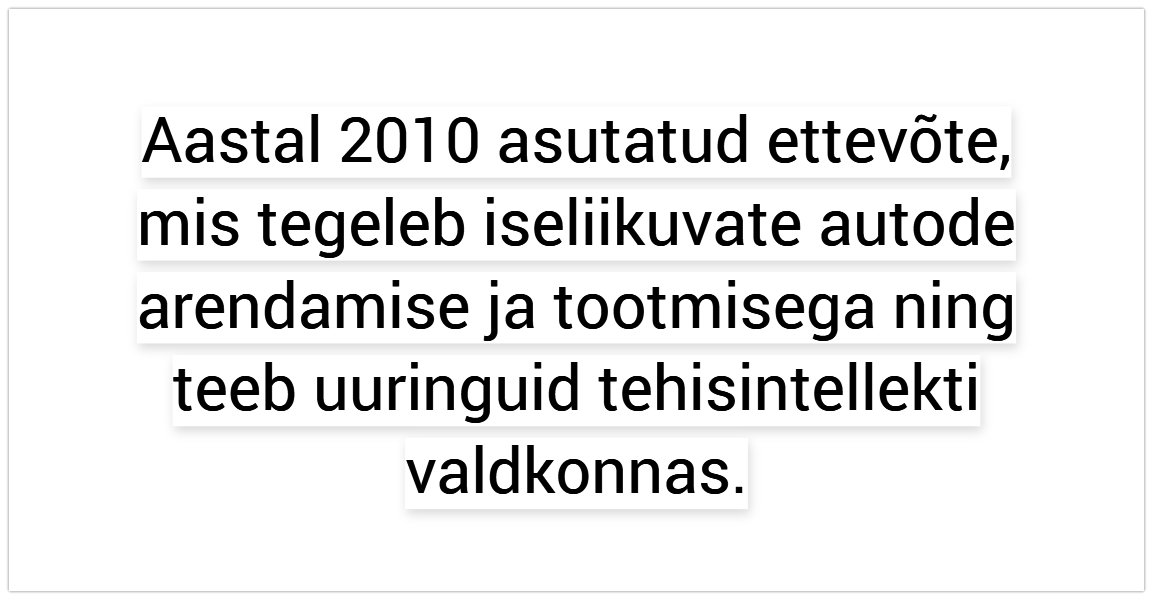 Aastal 2010 asutatud ettevõte,
mis tegeleb iseliikuvate autode
arendamise ja tootmisega ning
teeb uuringuid tehisintellekti
valdkonnas.